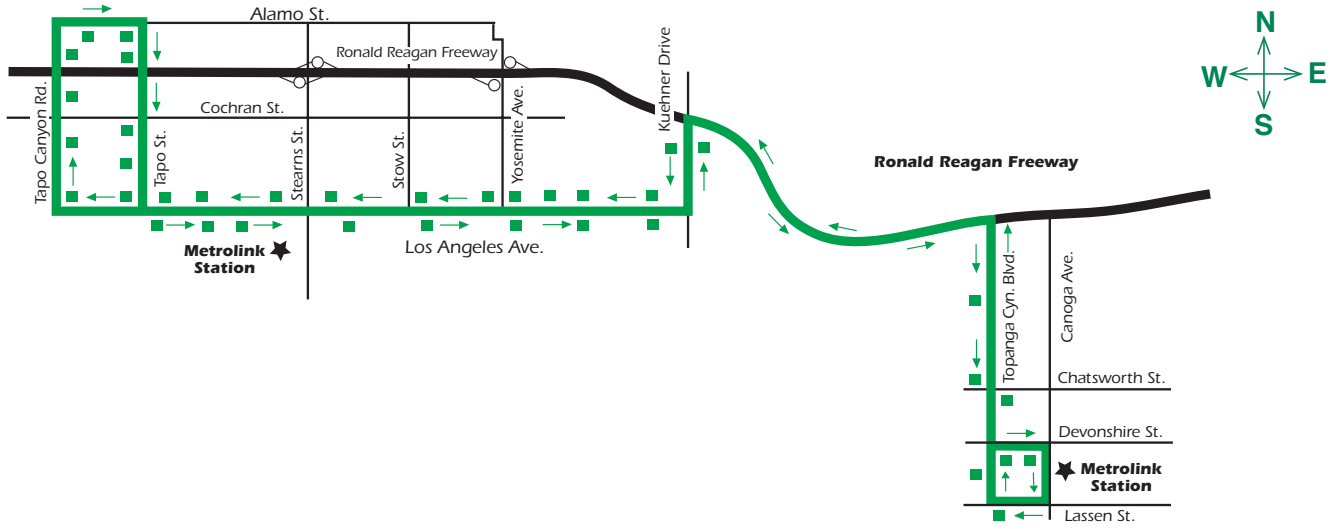 Alamo St.
Ronald Reagan Freeway
Kuehner Drive
N
W
E
S
Tapo Canyon Rd.
Cochran St.
Tapo St.
Stearns St.
Stow St.
Yosemite Ave.
Ronald Reagan Freeway
Metrolink
Station
Los Angeles Ave.
Topanga Cyn. Blvd.
Canoga Ave.
Chatsworth St.
Devonshire St.
Metrolink
Station
Lassen St.